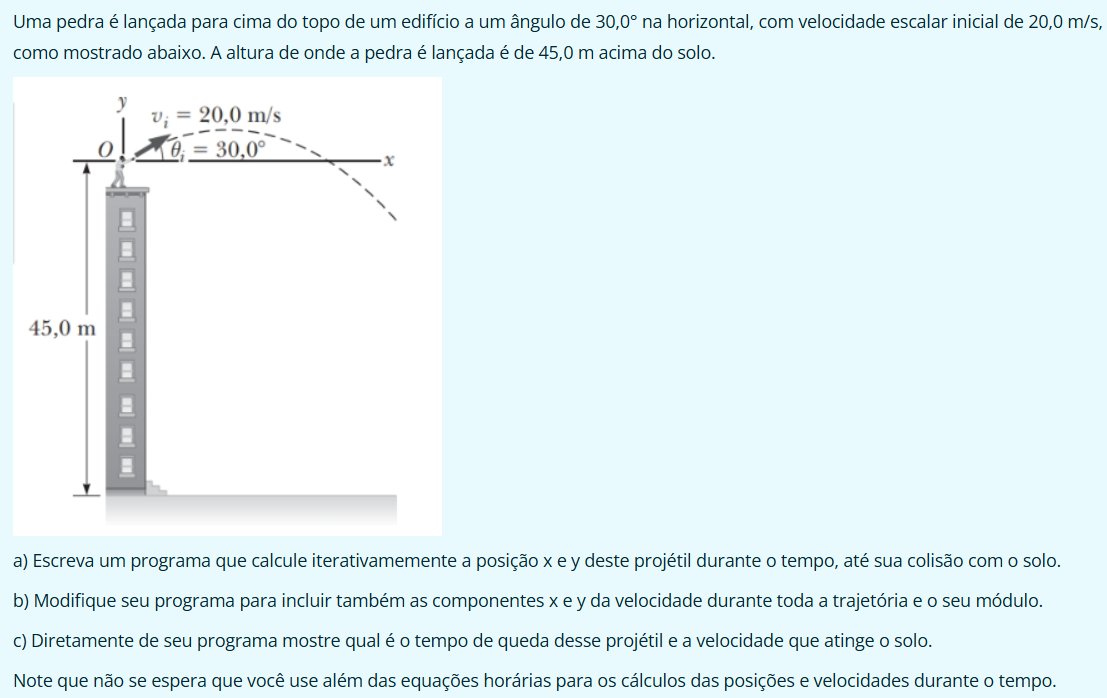 Uma pedra é lançada para cima do topo de um edifício a um ângulo de 30,0° na horizontal, com velocidade escalar inicial de 20,0 m/s,
como mostrado abaixo. A altura de onde a pedra é lançada é de 45,0 m acima do solo.
y
vᵢ = 20,0 m/s
O
θᵢ = 30,0°
x
45,0 m
a) Escreva um programa que calcule iterativamemente a posição x e y deste projétil durante o tempo, até sua colisão com o solo.
b) Modifique seu programa para incluir também as componentes x e y da velocidade durante toda a trajetória e o seu módulo.
c) Diretamente de seu programa mostre qual é o tempo de queda desse projétil e a velocidade que atinge o solo.
Note que não se espera que você use além das equações horárias para os cálculos das posições e velocidades durante o tempo.